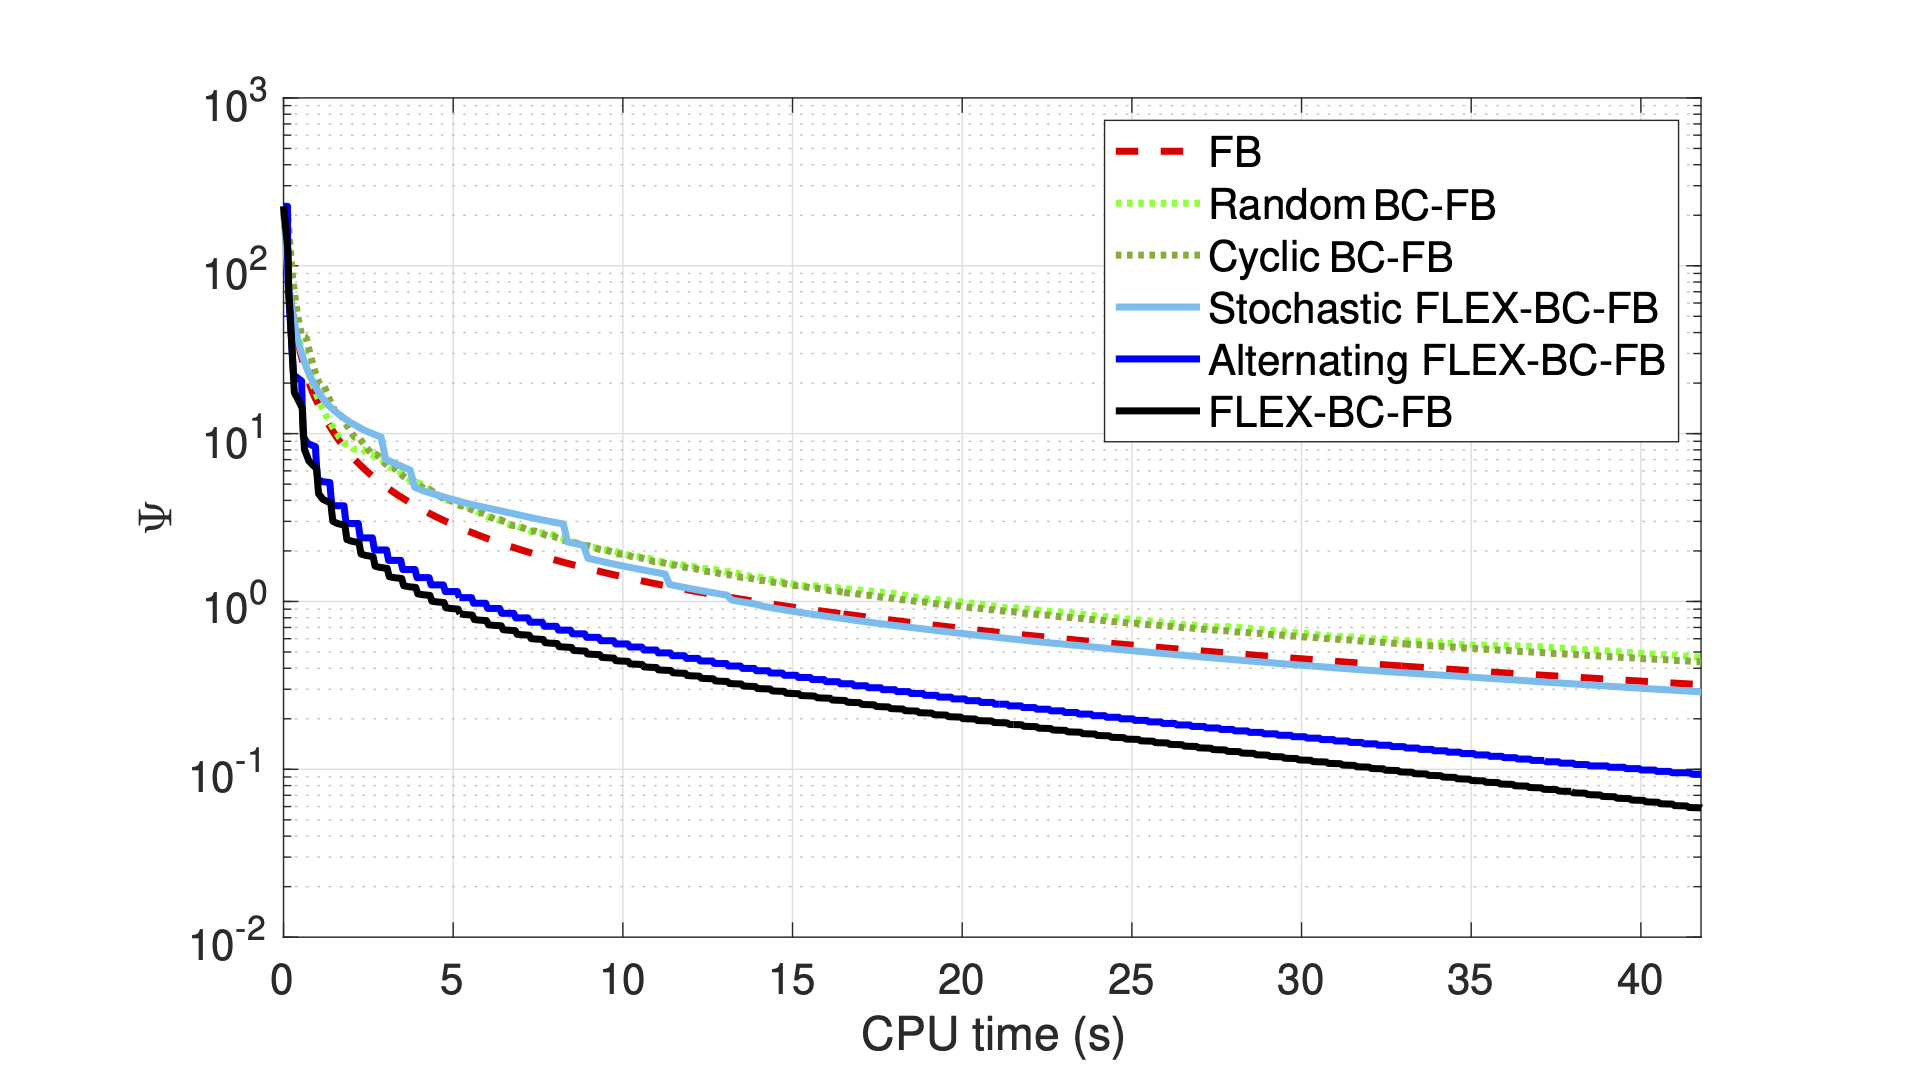 10^3
10^2
10^1
10^0
10^-1
10^-2
Ψ
FB
Random BC-FB
Cyclic BC-FB
Stochastic FLEX-BC-FB
Alternating FLEX-BC-FB
FLEX-BC-FB
0 5 10 15 20 25 30 35 40
CPU time (s)